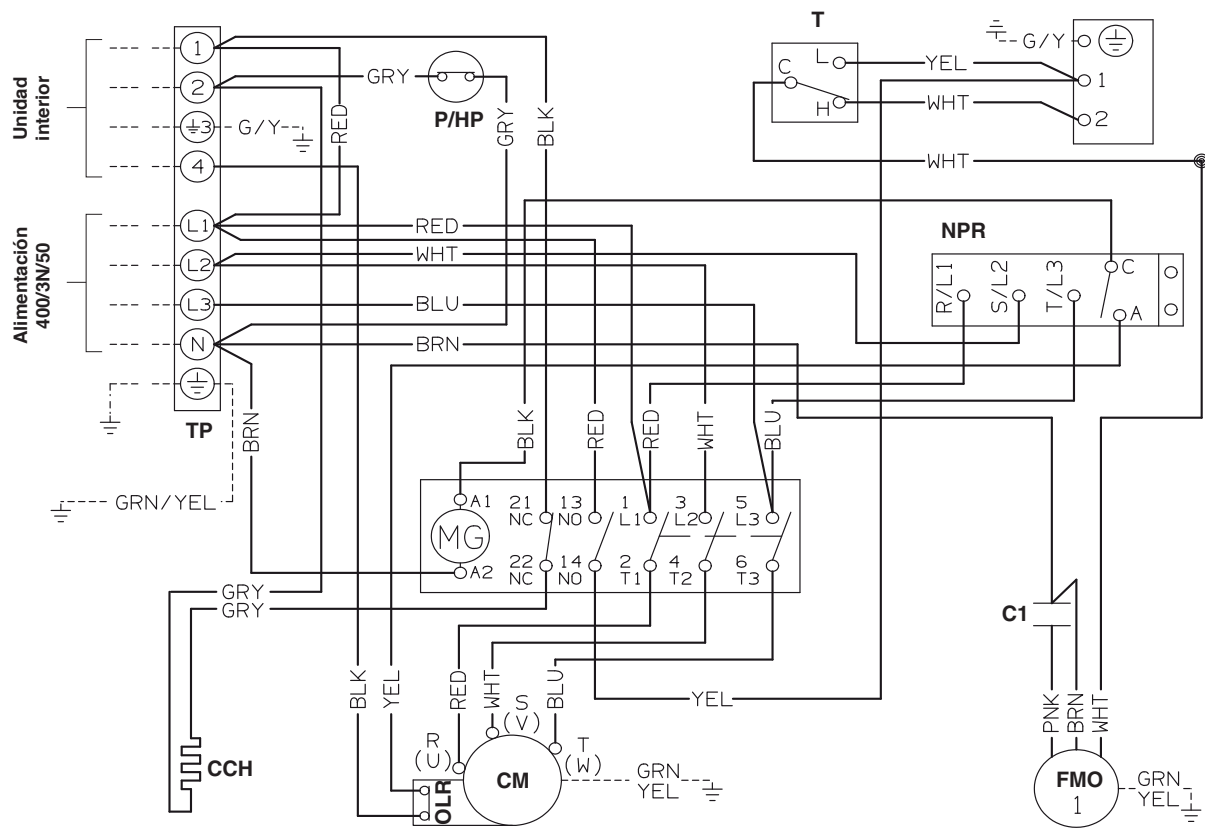 T
1
2
3
4
L1
L2
L3
N
TP
Unidad
interior
Alimentación
400/3N/50
G/Y
RED
GRY
P/HP
GRY
BLK
RED
WHT
BLU
BRN
BRN
GRN/YEL
C
L
H
YEL
WHT
WHT
G/Y
1
2
NPR
R/L1
S/L2
T/L3
C
A
BLK
RED
RED
WHT
BLU
A1
MG
A2
21
NC
13
NO
1
L1
3
L2
5
L3
22
NC
14
NO
2
T1
4
T2
6
T3
GRY
GRY
CCH
BLK
YEL
RED
WHT
BLU
YEL
R
(U)
S
(V)
T
(W)
OLR
CM
GRN
YEL
C1
PNK
BRN
WHT
FMO
1
GRN
YEL